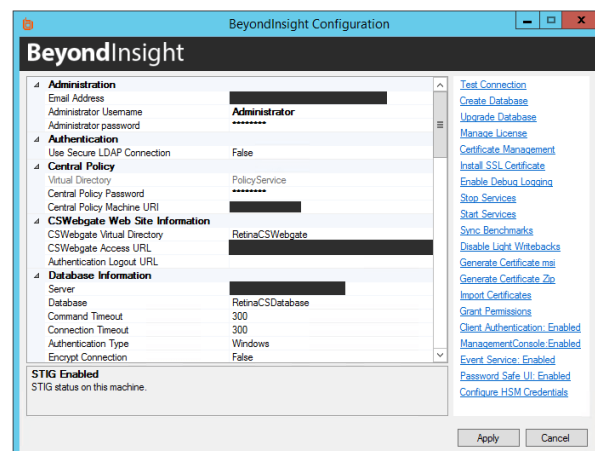 BeyondInsight Configuration
BeyondInsight
Administration
Email Address
Administrator Username Administrator
Administrator password ********
Authentication
Use Secure LDAP Connection False
Central Policy
Virtual Directory PolicyService
Central Policy Password ********
Central Policy Machine URI
CSWebgate Web Site Information
CSWebgate Virtual Directory RetinaCSWebgate
CSWebgate Access URL
Authentication Logout URL
Database Information
Server
Database RetinaCSDatabase
Command Timeout 300
Connection Timeout 300
Authentication Type Windows
Encrypt Connection False
STIG Enabled
STIG status on this machine.
Test Connection
Create Database
Upgrade Database
Manage License
Certificate Management
Install SSL Certificate
Enable Debug Logging
Stop Services
Start Services
Sync Benchmarks
Disable Light Writebacks
Generate Certificate msi
Generate Certificate Zip
Import Certificates
Grant Permissions
Client Authentication: Enabled
ManagementConsole:Enabled
Event Service: Enabled
Password Safe UI: Enabled
Configure HSM Credentials
Apply Cancel